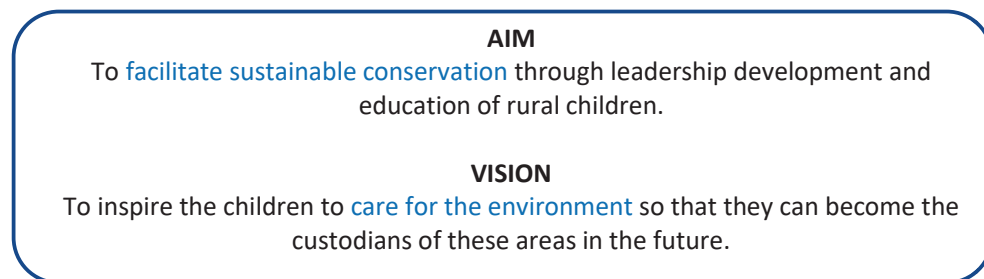 AIM
To facilitate sustainable conservation through leadership development and
education of rural children.
VISION
To inspire the children to care for the environment so that they can become the
custodians of these areas in the future.